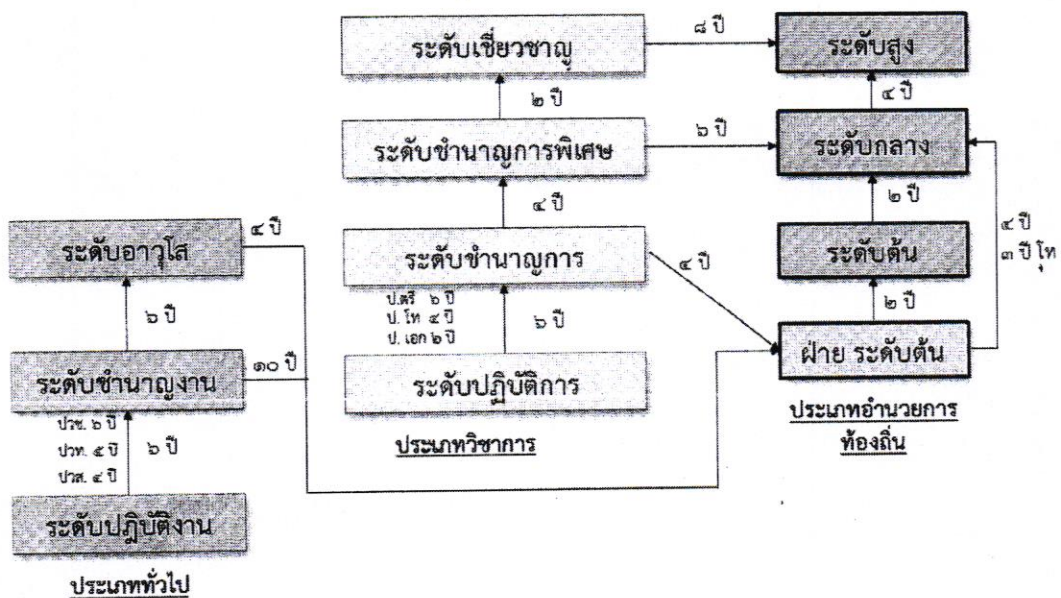 ระดับเชี่ยวชาญ
๘ ปี
ระดับสูง
๒ ปี
๔ ปี
ระดับชำนาญการพิเศษ
๖ ปี
ระดับกลาง
๔ ปี
๒ ปี
ระดับอาวุโส
๔ ปี
ระดับชำนาญการ
๔ ปี
ระดับต้น
๔ ปี
๓ ปี โท
๖ ปี
ป.ตรี ๖ ปี
ป. โท ๔ ปี
ป. เอก ๒ ปี
๖ ปี
๒ ปี
ระดับชำนาญงาน
๑๐ ปี
ระดับปฏิบัติการ
ฝ่าย ระดับต้น
ปวช. ๖ ปี
ปวท. ๕ ปี
ปวส. ๔ ปี
๖ ปี
ประเภทวิชาการ
ประเภทอำนวยการ
ท้องถิ่น
ระดับปฏิบัติงาน
ประเภททั่วไป